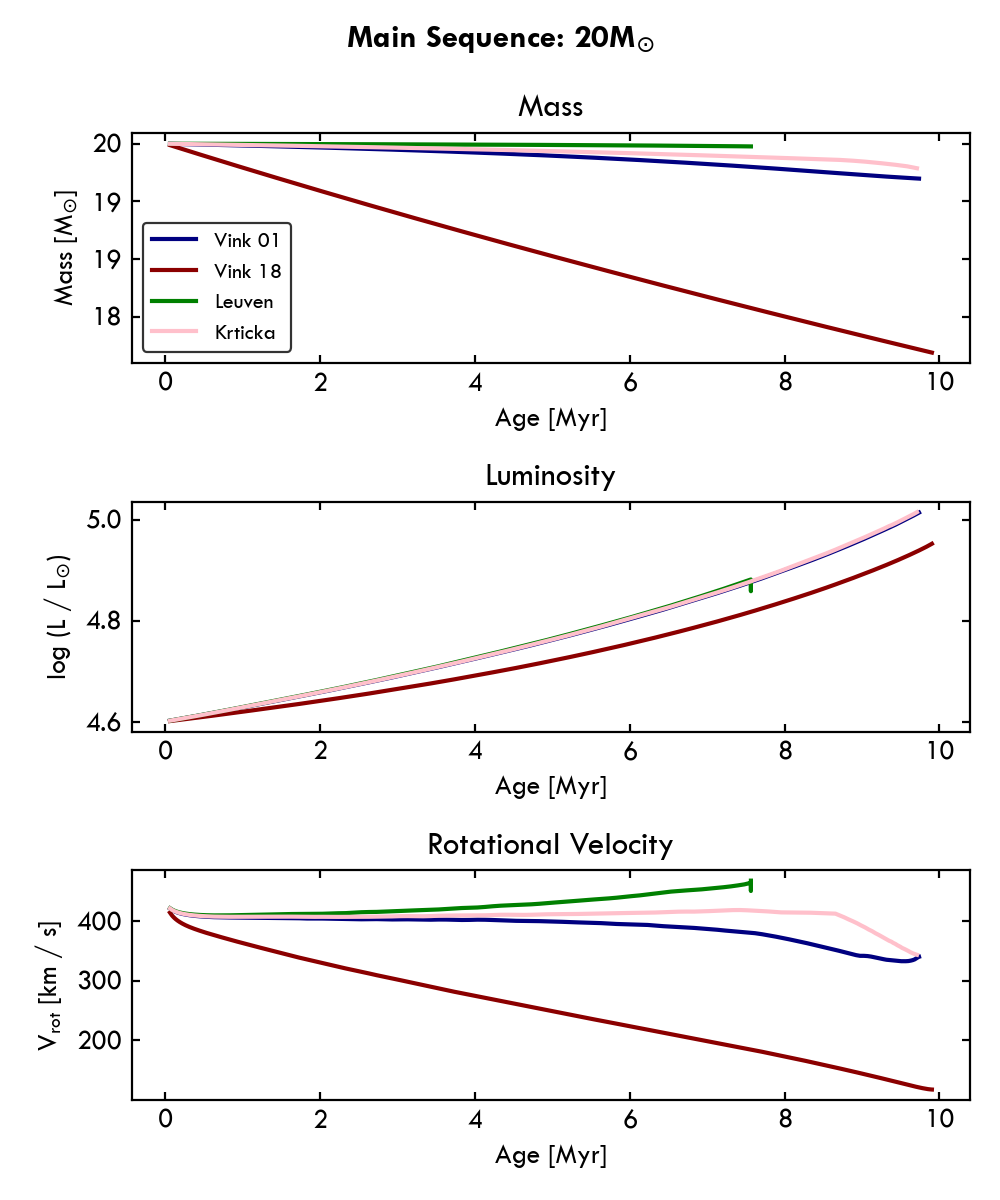 Main Sequence: 20M☉
Mass
Mass [M☉]
20
19
19
18
Vink 01
Vink 18
Leuven
Krticka
0 2 4 6 8 10
Age [Myr]
Luminosity
log (L / L☉)
5.0
4.8
4.6
0 2 4 6 8 10
Age [Myr]
Rotational Velocity
Vrot [km / s]
400
300
200
0 2 4 6 8 10
Age [Myr]